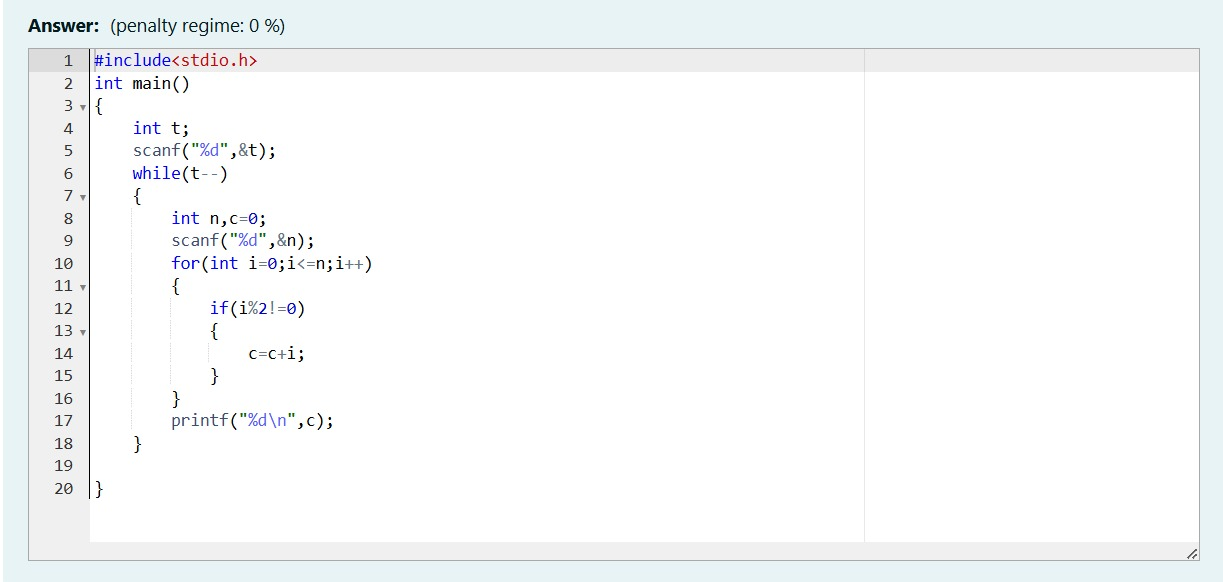 Answer: (penalty regime: 0 %)
1 #include<stdio.h>
2 int main()
3 {
4     int t;
5     scanf("%d",&t);
6     while(t--)
7     {
8         int n,c=0;
9         scanf("%d",&n);
10         for(int i=0;i<=n;i++)
11         {
12             if(i%2!=0)
13             {
14                 c=c+i;
15             }
16         }
17         printf("%d\n",c);
18     }
19
20 }